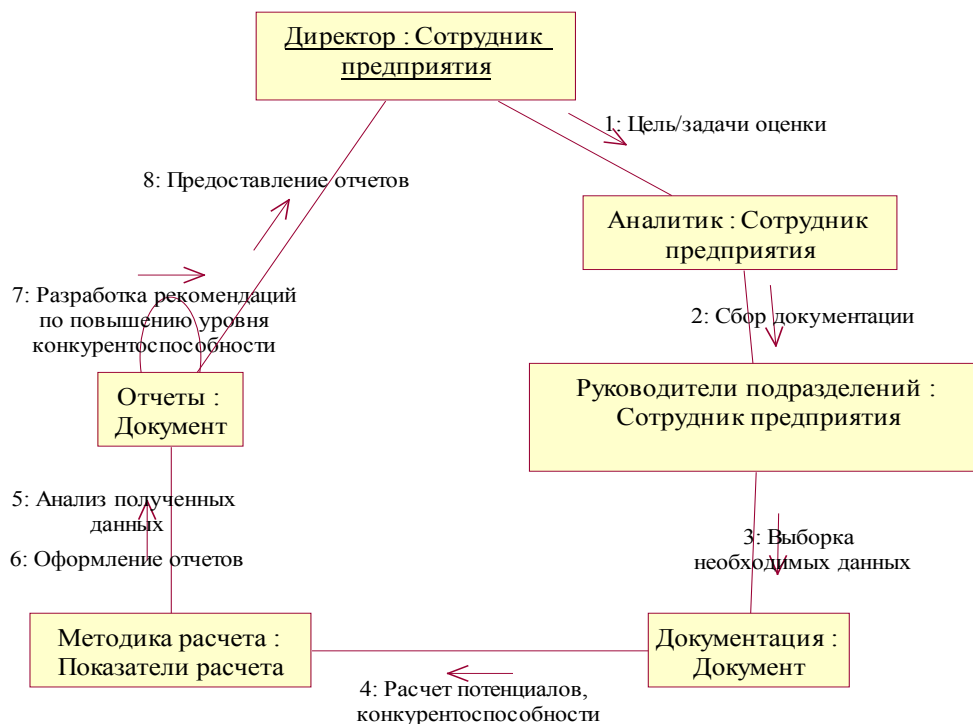 Директор : Сотрудник
предприятия
1: Цель/задачи оценки
8: Предоставление отчетов
Аналитик : Сотрудник
предприятия
7: Разработка рекомендаций
по повышению уровня
конкурентоспособности
2: Сбор документации
Отчеты :
Документ
Руководители подразделений :
Сотрудник предприятия
5: Анализ полученных
данных
6: Оформление отчетов
3: Выборка
необходимых данных
Методика расчета :
Показатели расчета
Документация :
Документ
4: Расчет потенциалов,
конкурентоспособности